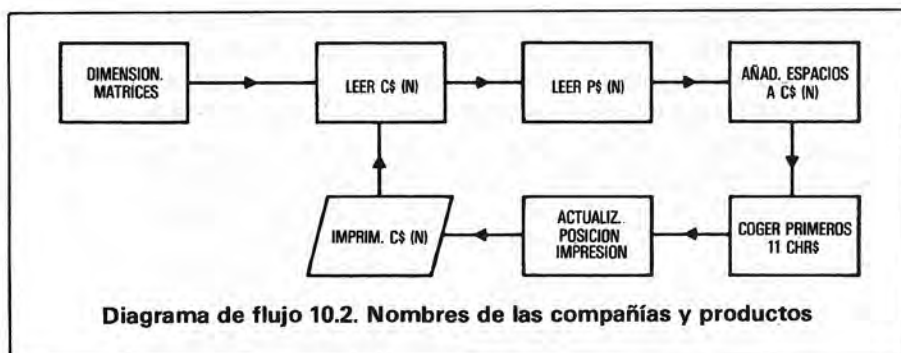 DIMENSION.
MATRICES
LEER C$ (N)
LEER P$ (N)
AÑAD. ESPACIOS
A C$ (N)
IMPRIM. C$ (N)
ACTUALIZ.
POSICION
IMPRESION
COGER PRIMEROS
11 CHR$
Diagrama de flujo 10.2. Nombres de las compañías y productos